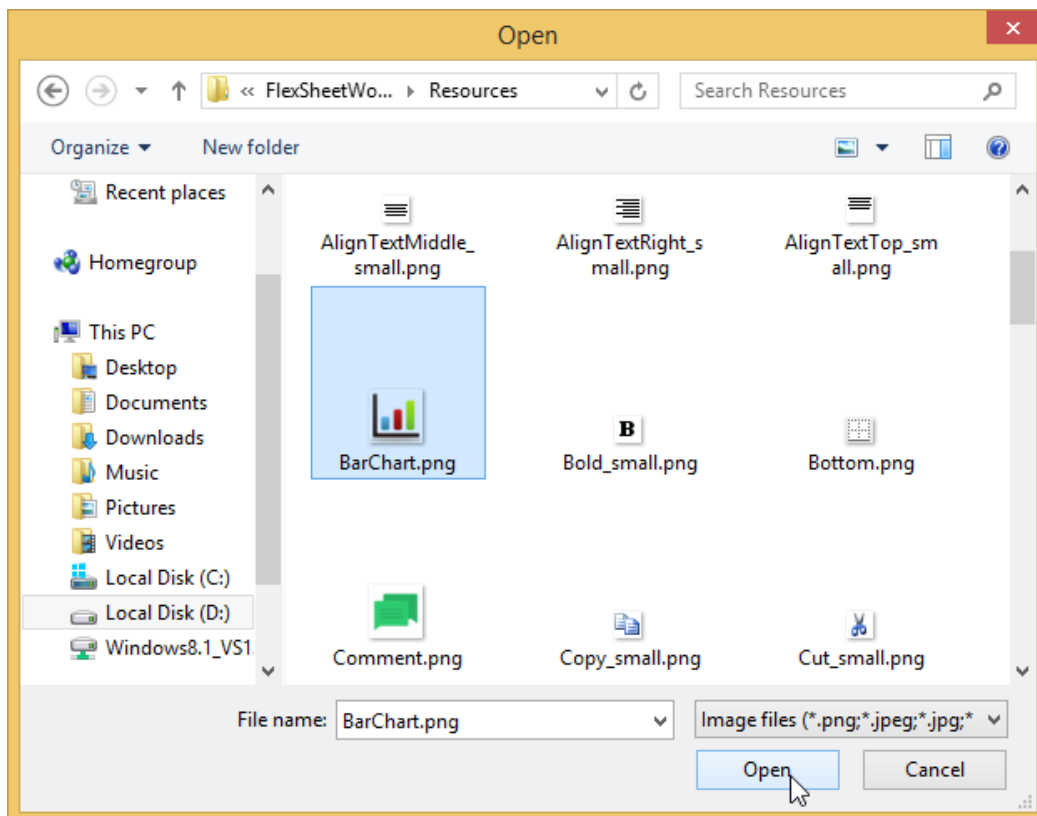 Open
« FlexSheetWo... Resources
Search Resources
Organize
New folder
Recent places
Homegroup
This PC
Desktop
Documents
Downloads
Music
Pictures
Videos
Local Disk (C:)
Local Disk (D:)
Windows8.1_VS1
AlignTextMiddle_
small.png
AlignTextRight_s
mall.png
AlignTextTop_sm
all.png
BarChart.png
B
Bold_small.png
Bottom.png
Comment.png
Copy_small.png
Cut_small.png
File name: BarChart.png
Image files (*.png;*.jpeg;*.jpg;*
Open
Cancel